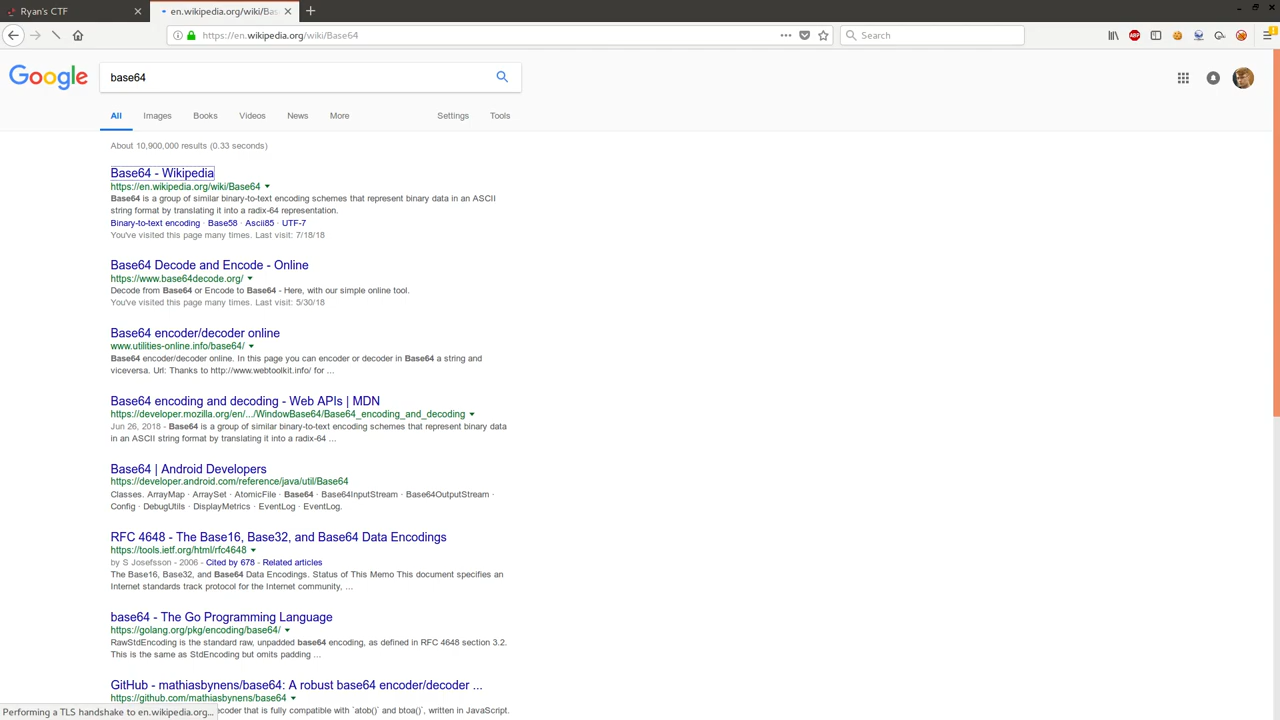 Ryan's CTF
en.wikipedia.org/wiki/Bas
https://en.wikipedia.org/wiki/Base64
Search
Google
base64
All Images Books Videos News More Settings Tools
About 10,900,000 results (0.33 seconds)
Base64 - Wikipedia
https://en.wikipedia.org/wiki/Base64
Base64 is a group of similar binary-to-text encoding schemes that represent binary data in an ASCII
string format by translating it into a radix-64 representation.
Binary-to-text encoding · Base58 · Ascii85 · UTF-7
You've visited this page many times. Last visit: 7/18/18
Base64 Decode and Encode - Online
https://www.base64decode.org/
Decode from Base64 or Encode to Base64 - Here, with our simple online tool.
You've visited this page many times. Last visit: 5/30/18
Base64 encoder/decoder online
www.utilities-online.info/base64/
Base64 encoder/decoder online. In this page you can encode or decoder in Base64 a string and
viceversa. Url: Thanks to http://www.webtoolkit.info/ for ...
Base64 encoding and decoding - Web APIs | MDN
https://developer.mozilla.org/en/.../WindowBase64/Base64_encoding_and_decoding
Jun 26, 2018 - Base64 is a group of similar binary-to-text encoding schemes that represent binary data
in an ASCII string format by translating it into a radix-64 ...
Base64 | Android Developers
https://developer.android.com/reference/java/util/Base64
Classes. ArrayMap · ArraySet · AtomicFile · Base64 · Base64InputStream · Base64OutputStream ·
Config · DebugUtils · DisplayMetrics · EventLog · EventLog.
RFC 4648 - The Base16, Base32, and Base64 Data Encodings
https://tools.ietf.org/html/rfc4648
by S Josefsson - 2006 - Cited by 678 - Related articles
The Base16, Base32, and Base64 Data Encodings. Status of This Memo This document specifies an
Internet standards track protocol for the Internet community, ...
base64 - The Go Programming Language
https://golang.org/pkg/encoding/base64/
RawStdEncoding is the standard raw, unpadded base64 encoding, as defined in RFC 4648 section 3.2.
This is the same as StdEncoding but omits padding ...
GitHub - mathiasbynens/base64: A robust base64 encoder/decoder ...
https://github.com/mathiasbynens/base64
Performing a TLS handshake to en.wikipedia.org... ecoder that is fully compatible with `atob()` and `btoa()`, written in JavaScript.